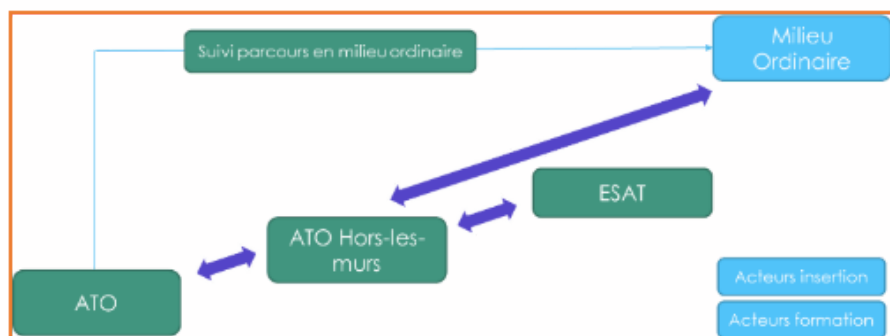 Suivi parcours en milieu ordinaire
Milieu
Ordinaire
ESAT
ATO Hors-les-
murs
ATO
Acteurs insertion
Acteurs formation